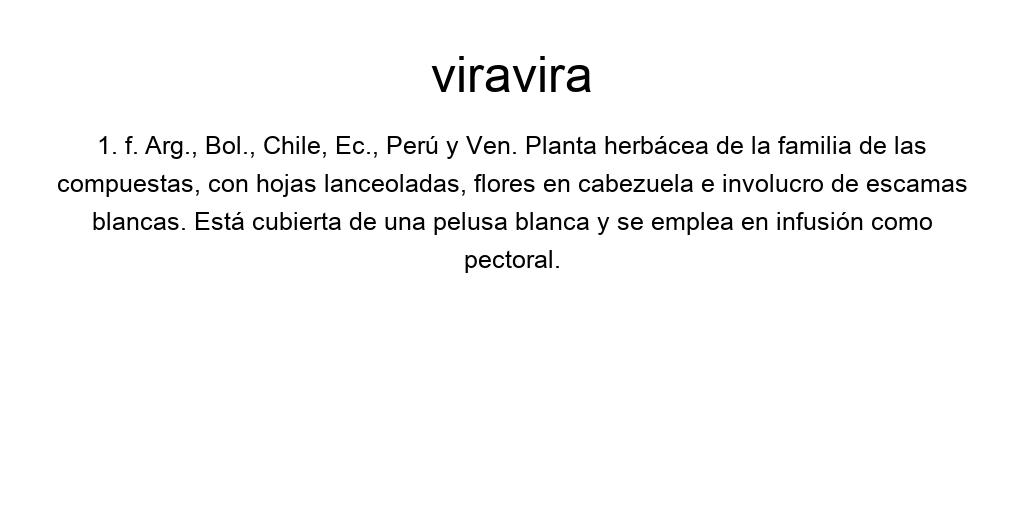 viravira
1. f. Arg., Bol., Chile, Ec., Perú y Ven. Planta herbácea de la familia de las
compuestas, con hojas lanceoladas, flores en cabezuela e involucro de escamas
blancas. Está cubierta de una pelusa blanca y se emplea en infusión como
pectoral.